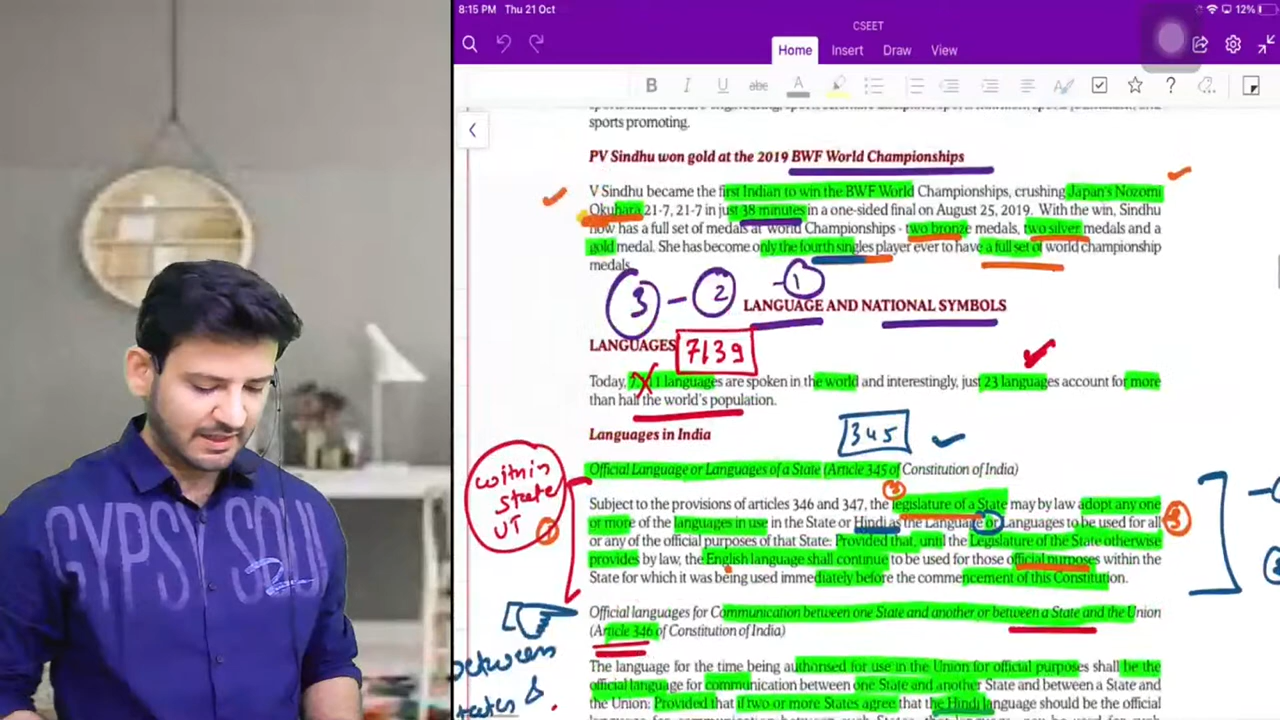 8:15 PM Thu 21 Oct
12%
CSEET
Home Insert Draw View
B I U abc A
?
sports promoting.
PV Sindhu won gold at the 2019 BWF World Championships
V Sindhu became the first Indian to win the BWF World Championships, crushing Japan's Nozomi
Okuhara 21-7, 21-7 in just 38 minutes in a one-sided final on August 25, 2019. With the win, Sindhu
now has a full set of medals at World Championships - two bronze medals, two silver medals and a
gold medal. She has become only the fourth singles player ever to have a full set of world championship
medals.
3 - 2 - 1
LANGUAGE AND NATIONAL SYMBOLS
LANGUAGES 7139
Today, languages are spoken in the world and interestingly, just 23 languages account for more
than half the world's population.
345
Languages in India
Official Language or Languages of a State (Article 345 of Constitution of India)
within
state
UT
Subject to the provisions of articles 346 and 347, the legislature of a State may by law adopt any one
or more of the languages in use in the State or Hindi as the Language or Languages to be used for all
or any of the official purposes of that State: Provided that, until the Legislature of the State otherwise
provides by law, the English language shall continue to be used for those official purposes within the
State for which it was being used immediately before the commencement of this Constitution.
Official languages for Communication between one State and another or between a State and the Union
(Article 346 of Constitution of India)
between
states &
The language for the time being authorised for use in the Union for official purposes shall be the
official language for communication between one State and another State and between a State and
the Union: Provided that if two or more States agree that the Hindi language should be the official
GYPSY SOUL